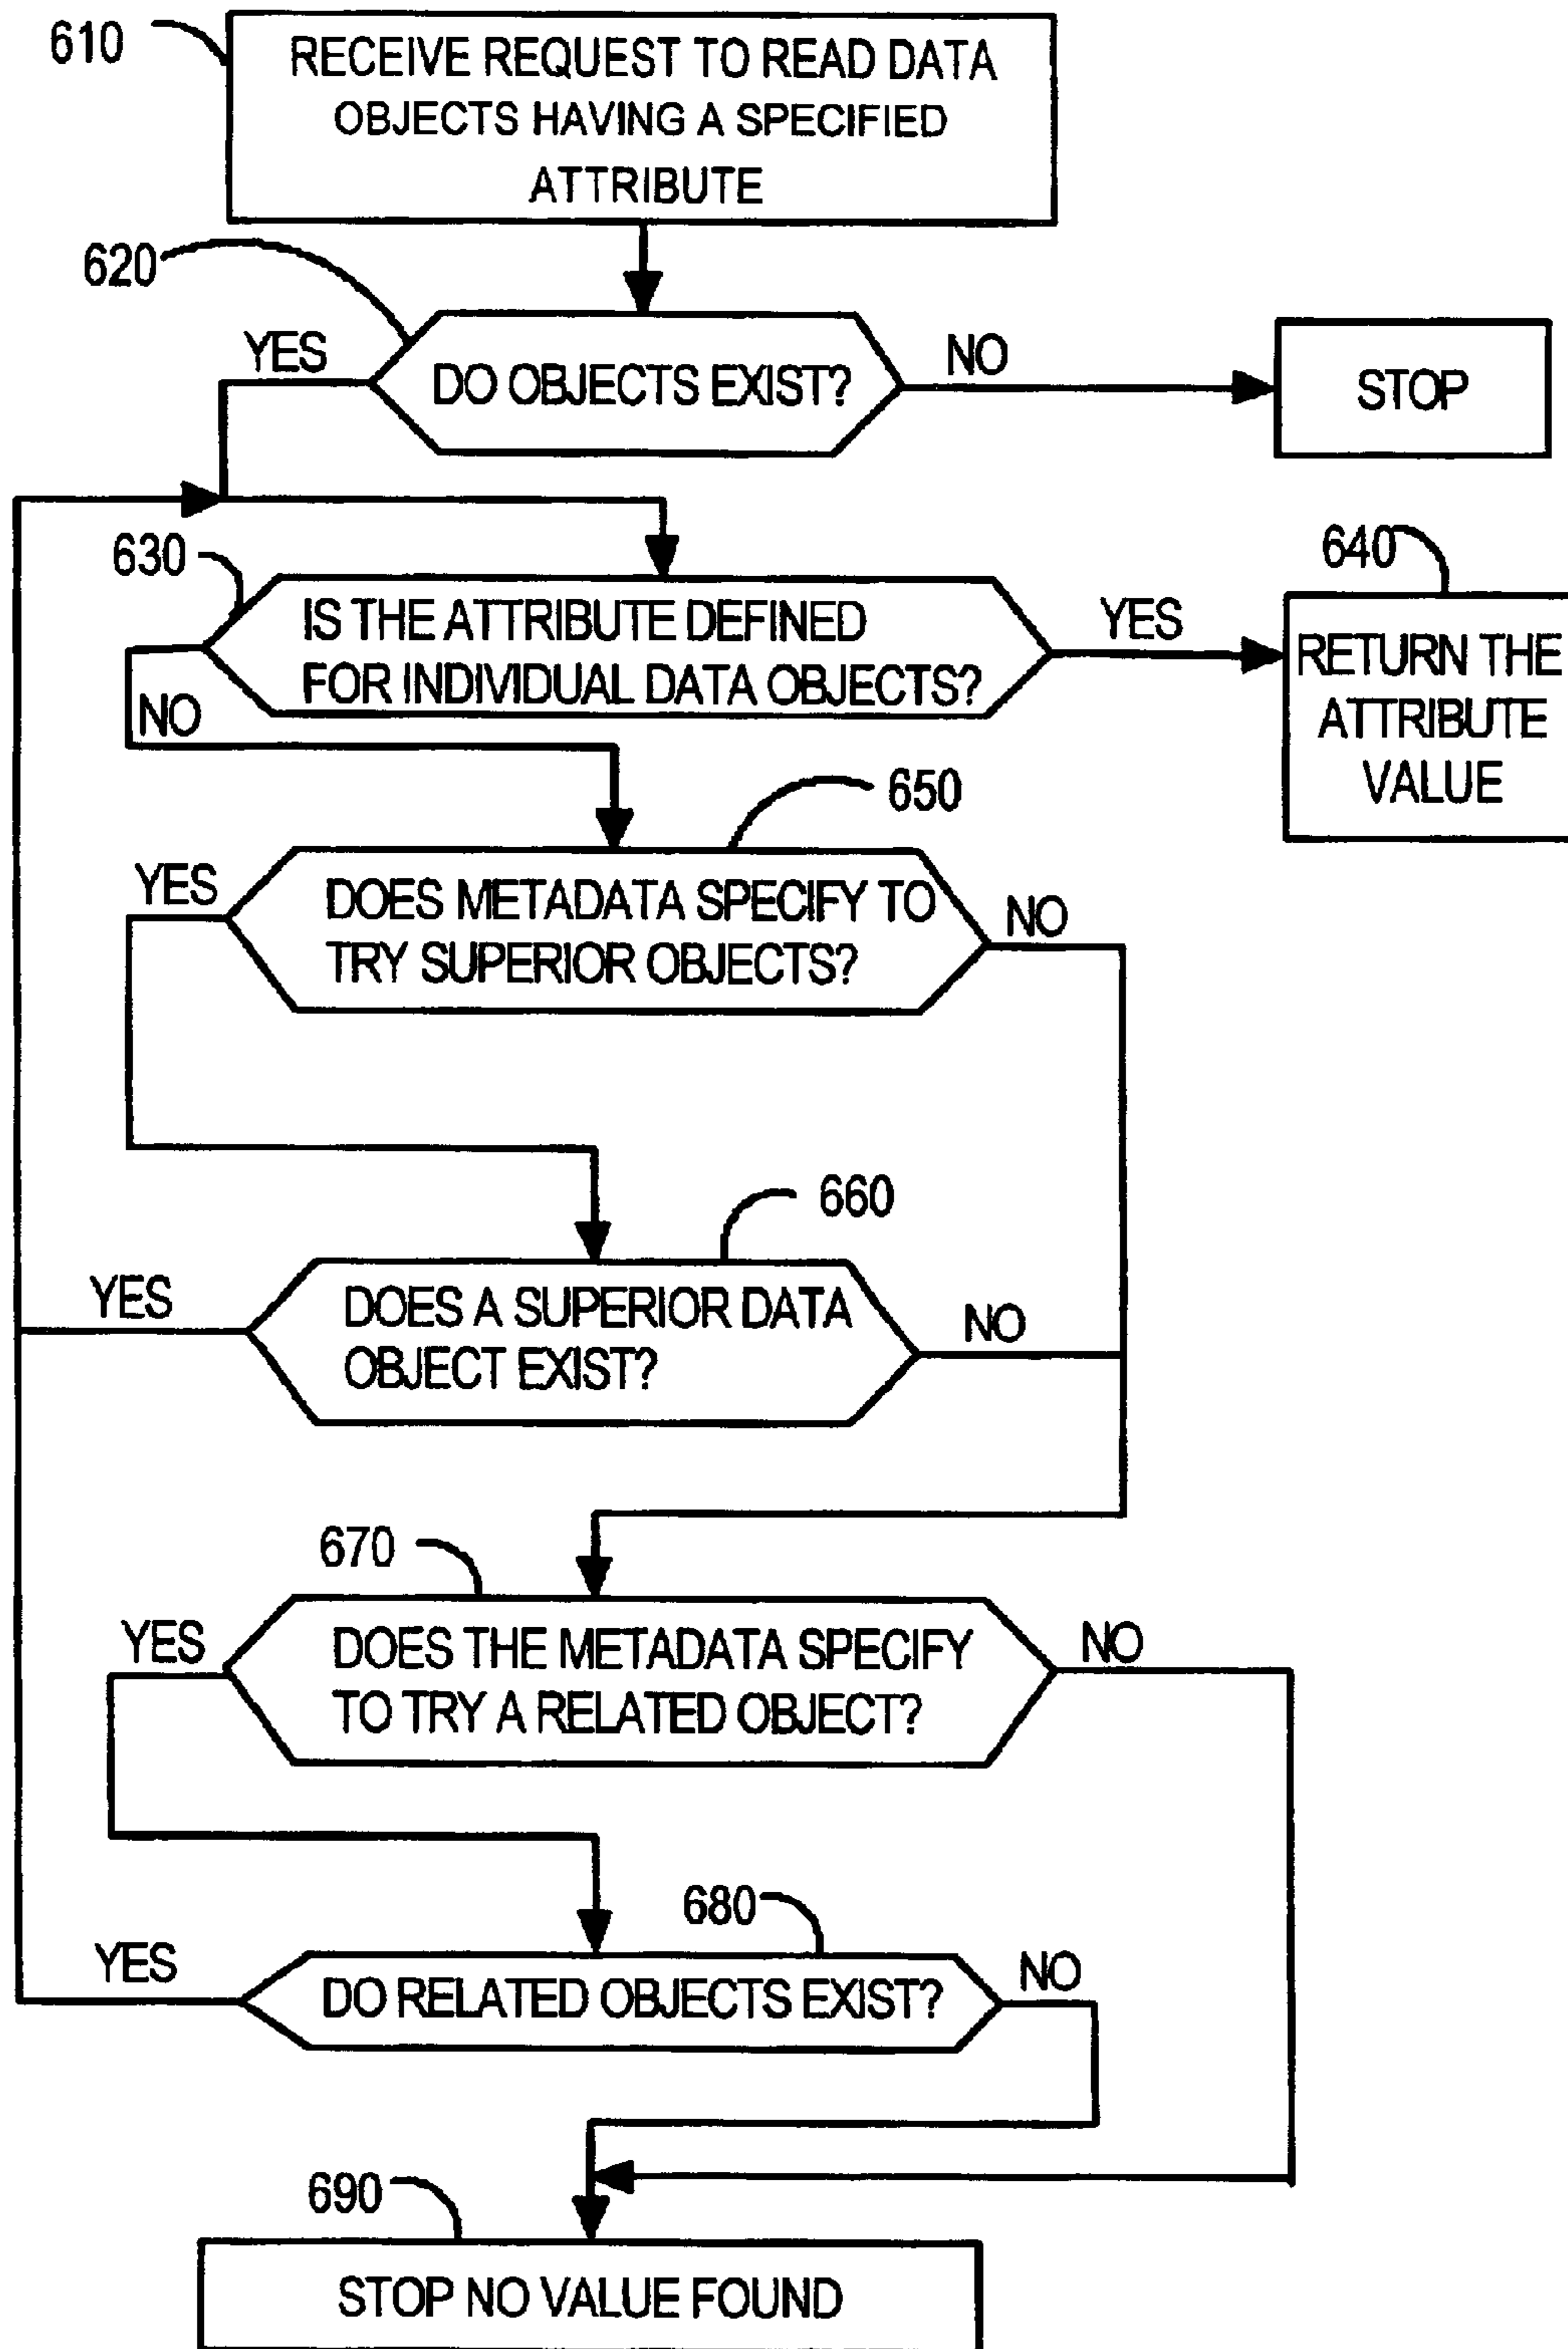 610
RECEIVE REQUEST TO READ DATA
OBJECTS HAVING A SPECIFIED
ATTRIBUTE
620
YES
DO OBJECTS EXIST?
NO
STOP
630
IS THE ATTRIBUTE DEFINED
FOR INDIVIDUAL DATA OBJECTS?
YES
NO
640
RETURN THE
ATTRIBUTE
VALUE
650
YES
DOES METADATA SPECIFY TO
TRY SUPERIOR OBJECTS?
NO
660
YES
DOES A SUPERIOR DATA
OBJECT EXIST?
NO
670
YES
DOES THE METADATA SPECIFY
TO TRY A RELATED OBJECT?
NO
680
YES
DO RELATED OBJECTS EXIST?
NO
690
STOP NO VALUE FOUND